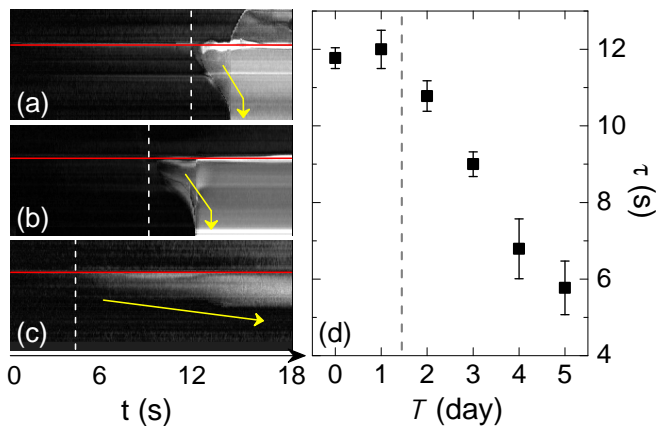 (a)
(b)
(c)
0 6 12 18
t (s)
(d)
12
10
8
6
4
τ (s)
0 1 2 3 4 5
T (day)